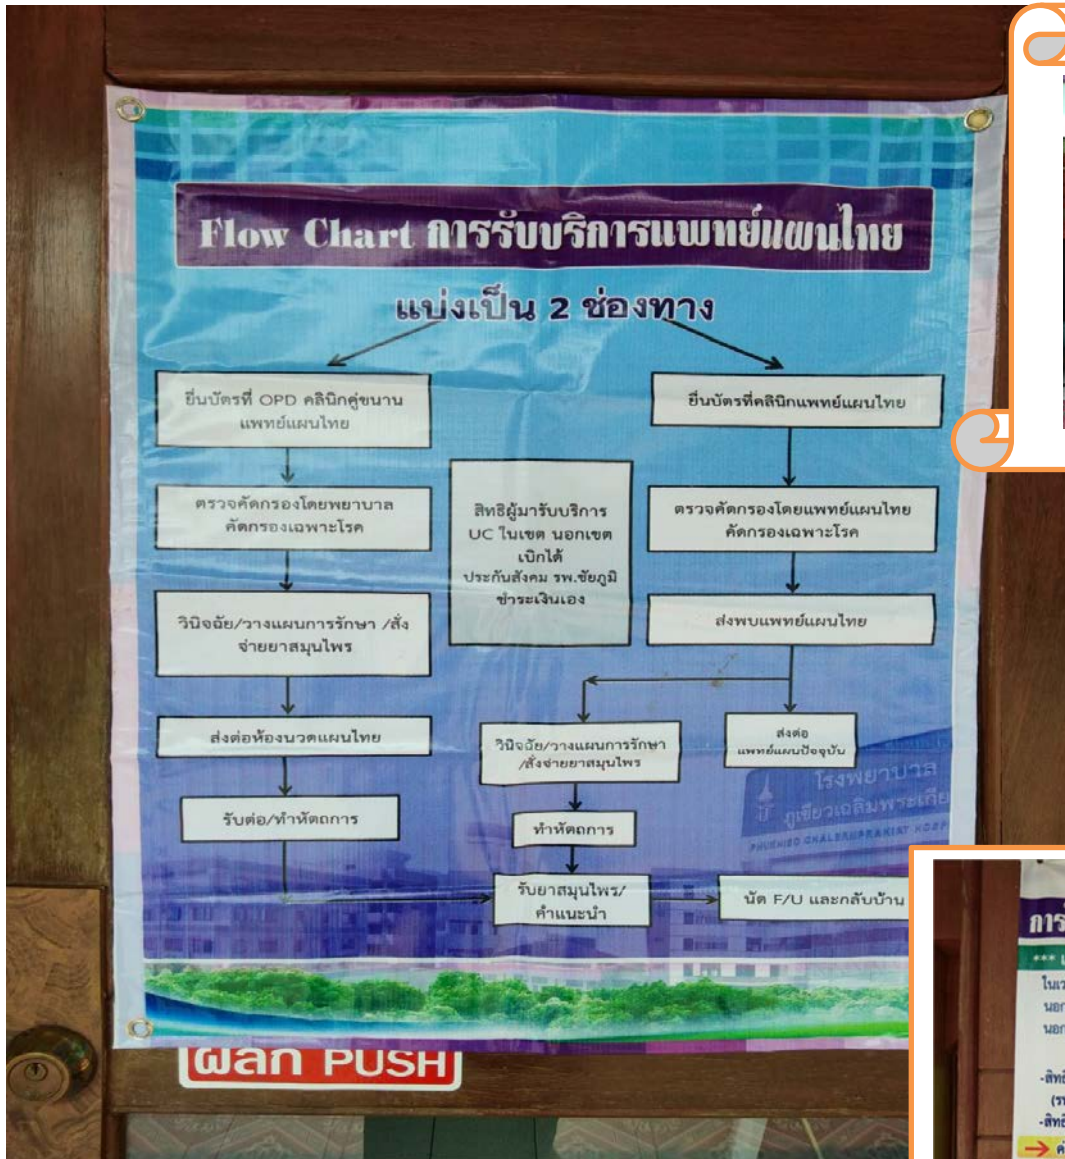 Flow Chart การรับบริการแพทย์แผนไทย
แบ่งเป็น 2 ช่องทาง
ยื่นบัตรที่ OPD คลินิกคู่ขนาน
แพทย์แผนไทย
ตรวจคัดกรองโดยพยาบาล
คัดกรองเฉพาะโรค
วินิจฉัย/วางแผนการรักษา /สั่ง
จ่ายยาสมุนไพร
ส่งต่อห้องนวดแผนไทย
รับต่อ/ทำหัตถการ
สิทธิผู้มารับบริการ
UC ในเขต นอกเขต
เบิกได้
ประกันสังคม รพ.ชัยภูมิ
ชำระเงินเอง
ยื่นบัตรที่คลินิกแพทย์แผนไทย
ตรวจคัดกรองโดยแพทย์แผนไทย
คัดกรองเฉพาะโรค
ส่งพบแพทย์แผนไทย
วินิจฉัย/วางแผนการรักษา
/สั่งจ่ายยาสมุนไพร
ส่งต่อ
แพทย์แผนปัจจุบัน
ทำหัตถการ
รับยาสมุนไพร/
คำแนะนำ
นัด F/U และกลับบ้าน
โรงพยาบาล
ภูเขียวเฉลิมพระเกีย
ผลัก PUSH
การ
ในเว
นอก
นอก
-สิทธิ
-สิทธิ